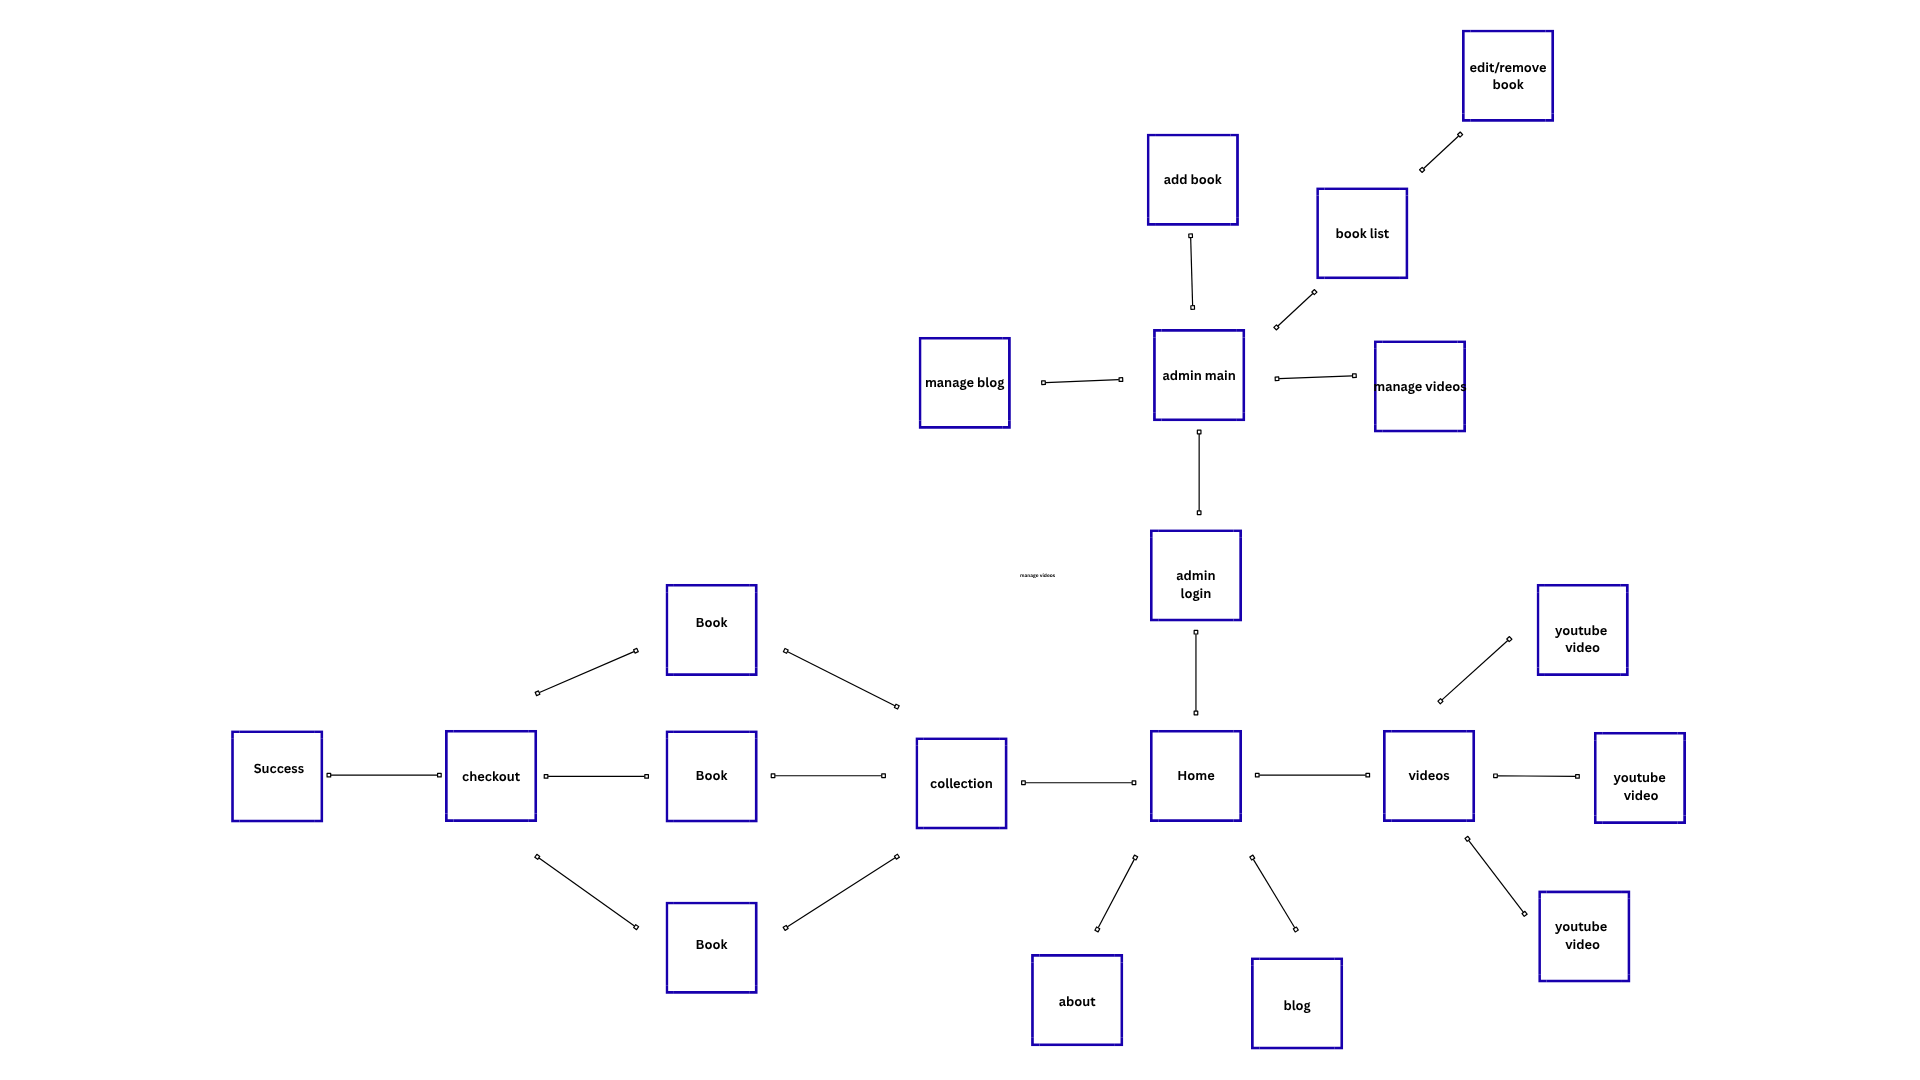 edit/remove
book
add book
book list
manage blog
admin main
manage videos
admin
login
manage videos
Book
youtube
video
Success
checkout
Book
collection
Home
videos
youtube
video
Book
about
blog
youtube
video